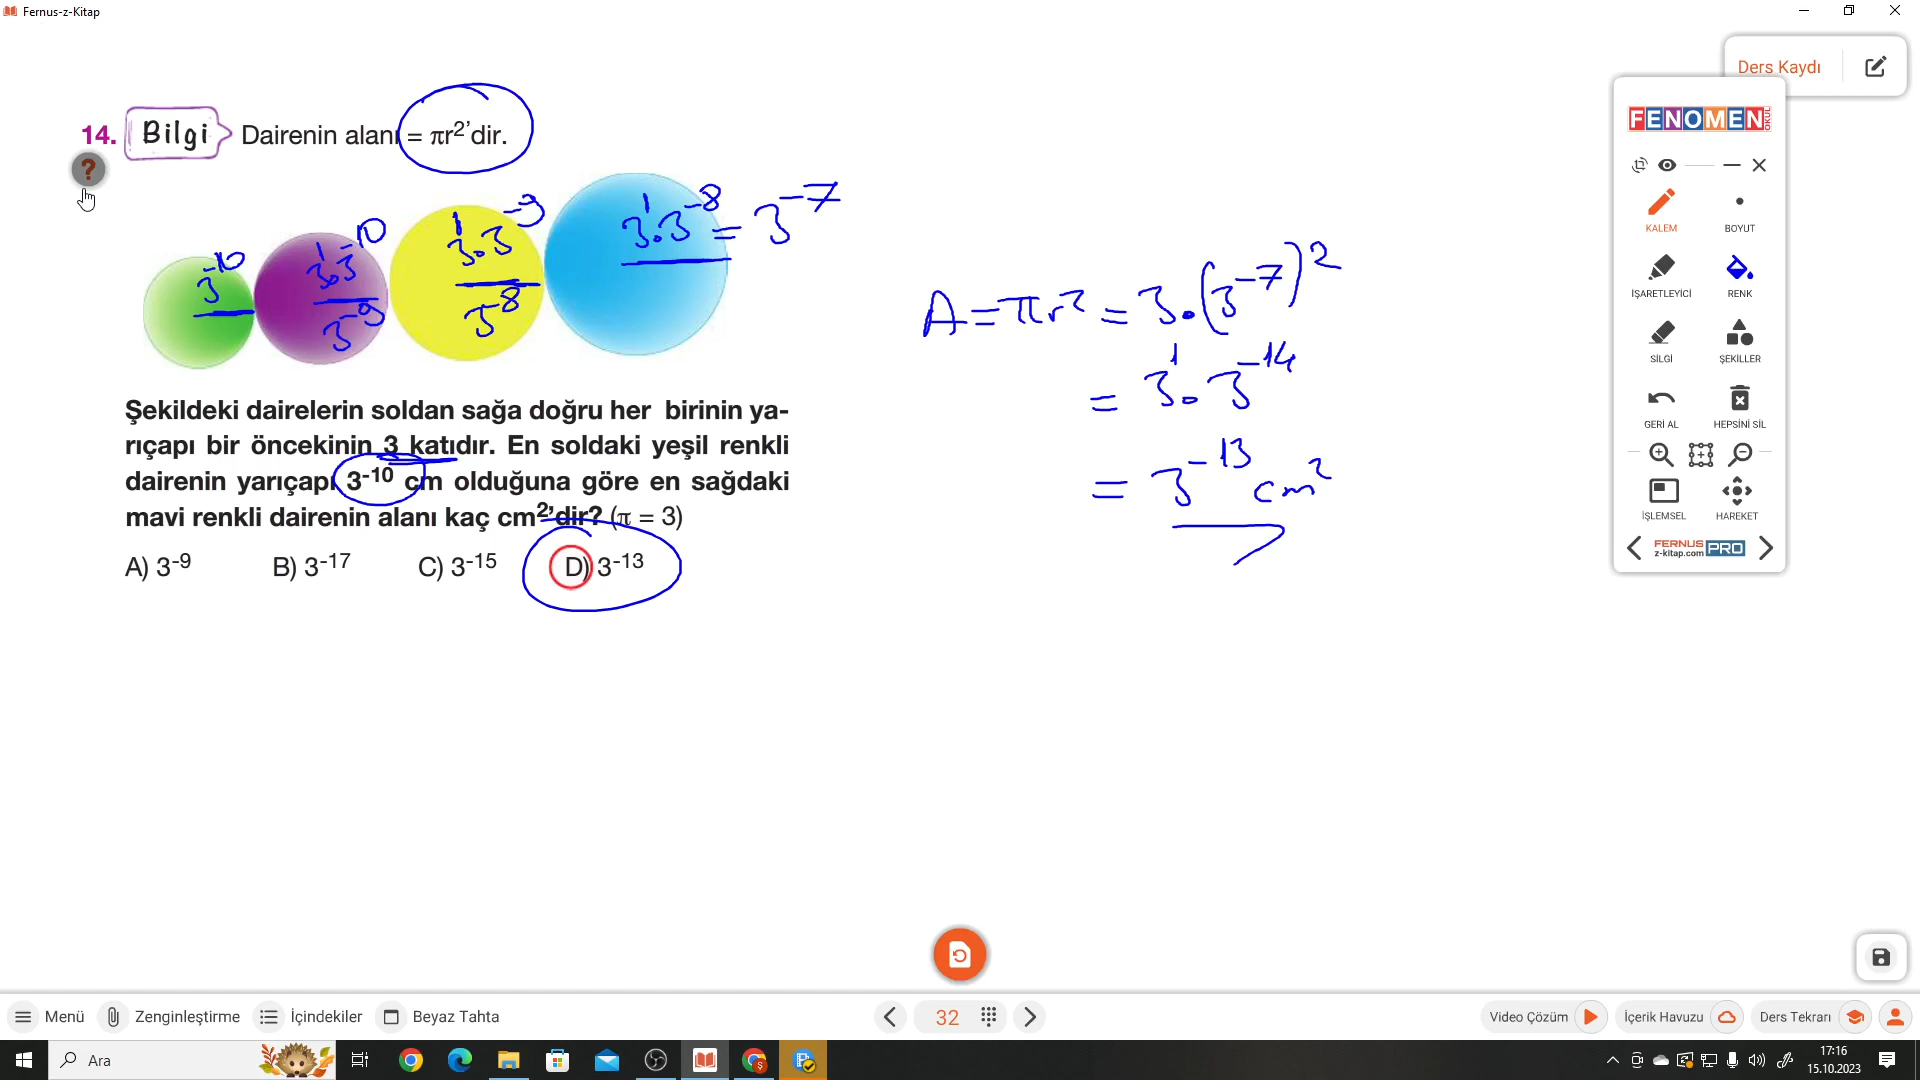 Fernus-z-Kitap
Ders Kaydı
14. Bilgi Dairenin alanı = πr²'dir.
3⁻¹⁰
3¹.3⁻¹⁰
3⁻⁹
3¹.3⁻⁹
3⁻⁸
3¹.3⁻⁸ = 3⁻⁷
A = πr² = 3.(3⁻⁷)²
= 3¹.3⁻¹⁴
= 3⁻¹³ cm²
Şekildeki dairelerin soldan sağa doğru her birinin ya-
rıçapı bir öncekinin 3 katıdır. En soldaki yeşil renkli
dairenin yarıçapı 3⁻¹⁰ cm olduğuna göre en sağdaki
mavi renkli dairenin alanı kaç cm²'dir? (π = 3)
A) 3⁻⁹ B) 3⁻¹⁷ C) 3⁻¹⁵ D) 3⁻¹³
FENOMEN OKUL
KALEM BOYUT
İŞARETLEYİCİ RENK
SİLGİ ŞEKİLLER
GERİ AL HEPSİNİ SİL
İŞLEMSEL HAREKET
FERNUS z-kitap.com PRO
Menü Zenginleştirme İçindekiler Beyaz Tahta 32 Video Çözüm İçerik Havuzu Ders Tekrarı
Ara
17:16
15.10.2023